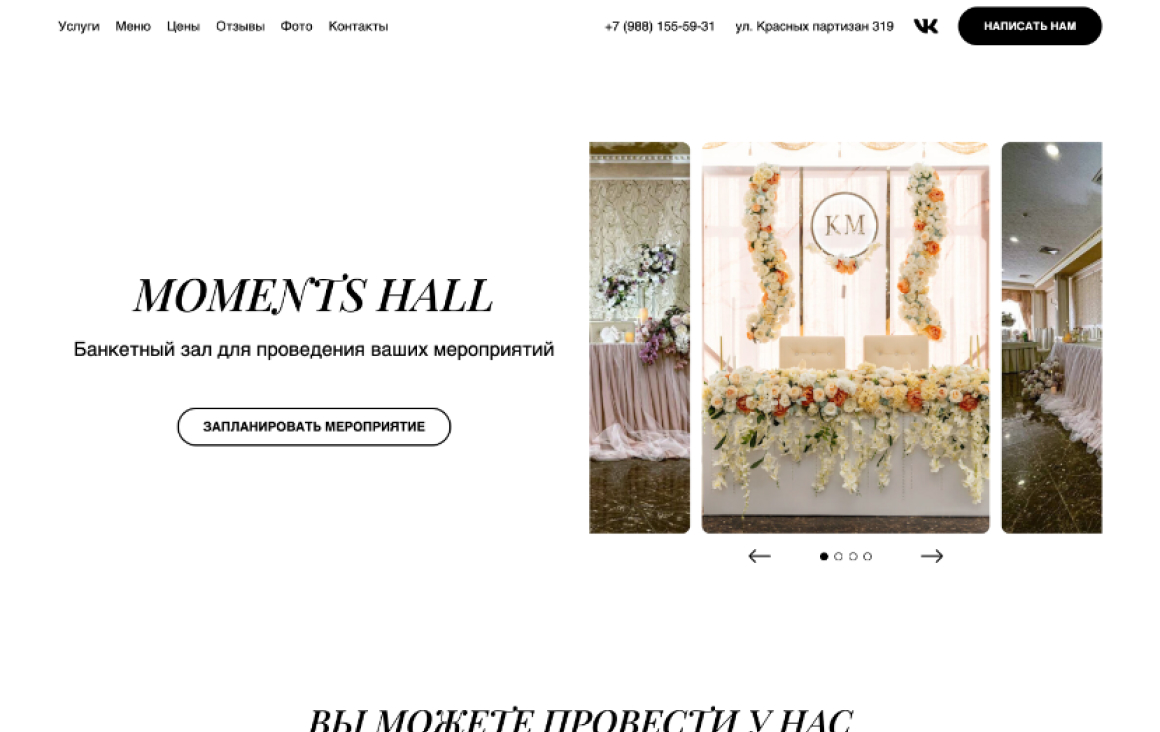 Услуги Меню Цены Отзывы Фото Контакты +7 (988) 155-59-31 ул. Красных партизан 319 НАПИСАТЬ НАМ
KM
MOMENTS HALL
Банкетный зал для проведения ваших мероприятий
ЗАПЛАНИРОВАТЬ МЕРОПРИЯТИЕ
ВЫ МОЖЕТЕ ПРОВЕСТИ У НАС